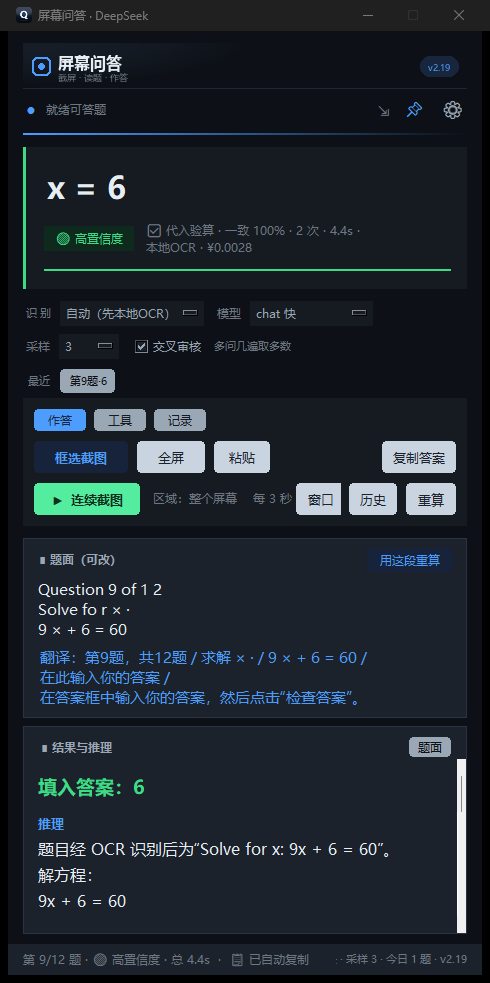 屏幕问答 · DeepSeek
屏幕问答
截屏 · 读题 · 作答
v2.19
就绪可答题
x = 6
高置信度
代入验算 · 一致 100% · 2 次 · 4.4s ·
本地OCR · ¥0.0028
识别 自动（先本地OCR） 模型 chat 快
采样 3 交叉审核 多问几遍取多数
最近 第9题·6
作答 工具 记录
框选截图 全屏 粘贴 复制答案
▶ 连续截图 区域：整个屏幕 每 3 秒 窗口 历史 重算
题面（可改） 用这段重算
Question 9 of 1 2
Solve fo r × ·
9 × + 6 = 60
翻译：第9题，共12题 / 求解 × · / 9 × + 6 = 60 /
在此输入你的答案 /
在答案框中输入你的答案，然后点击“检查答案”。
结果与推理 题面
填入答案：6
推理
题目经 OCR 识别后为“Solve for x: 9x + 6 = 60”。
解方程：
9x + 6 = 60
第 9/12 题 · 高置信度 · 总 4.4s · 已自动复制 · 采样 3 · 今日 1 题 · v2.19